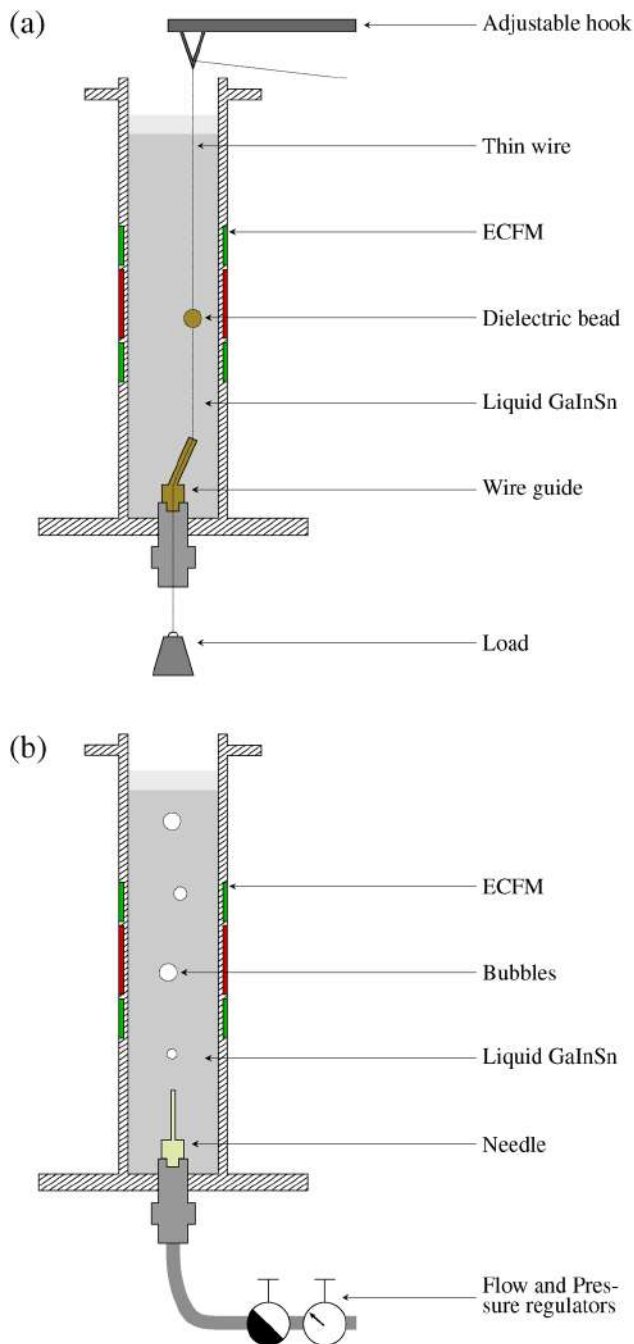 (a)
Adjustable hook
Thin wire
ECFM
Dielectric bead
Liquid GaInSn
Wire guide
Load
(b)
ECFM
Bubbles
Liquid GaInSn
Needle
Flow and Pres-
sure regulators